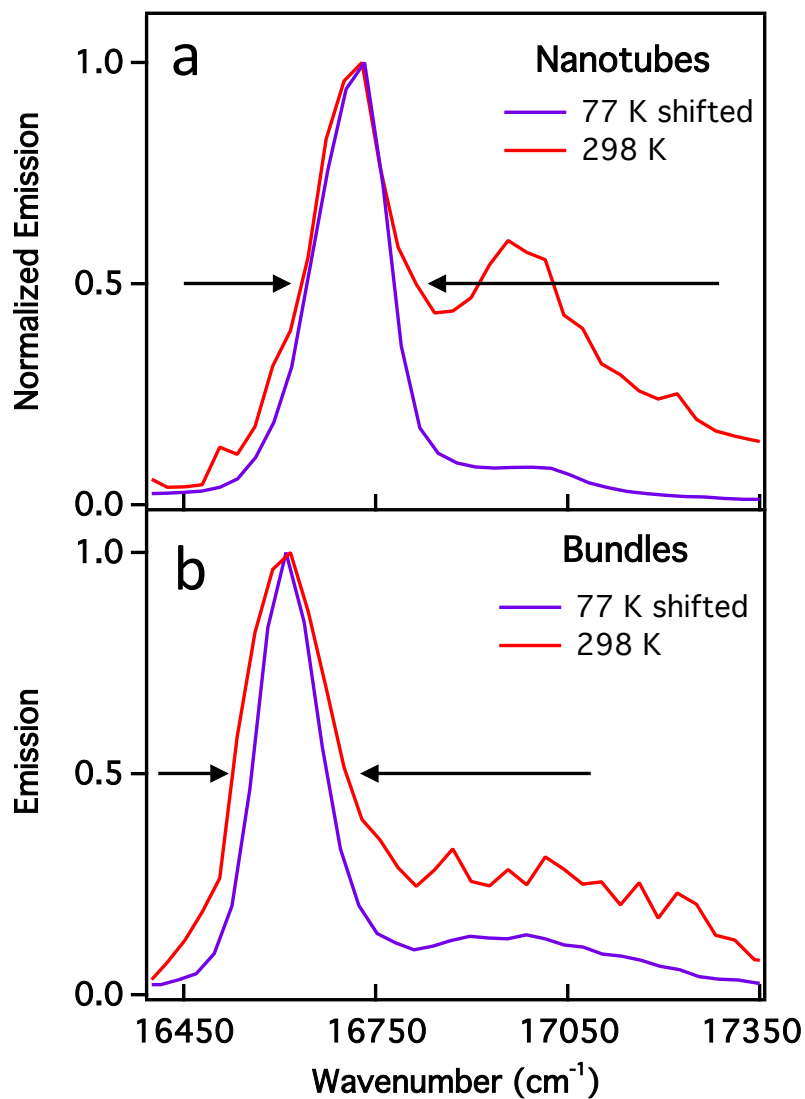 a
Nanotubes
77 K shifted
298 K
1.0
0.5
0.0
Normalized Emission
b
Bundles
77 K shifted
298 K
1.0
0.5
0.0
Emission
16450 16750 17050 17350
Wavenumber (cm⁻¹)